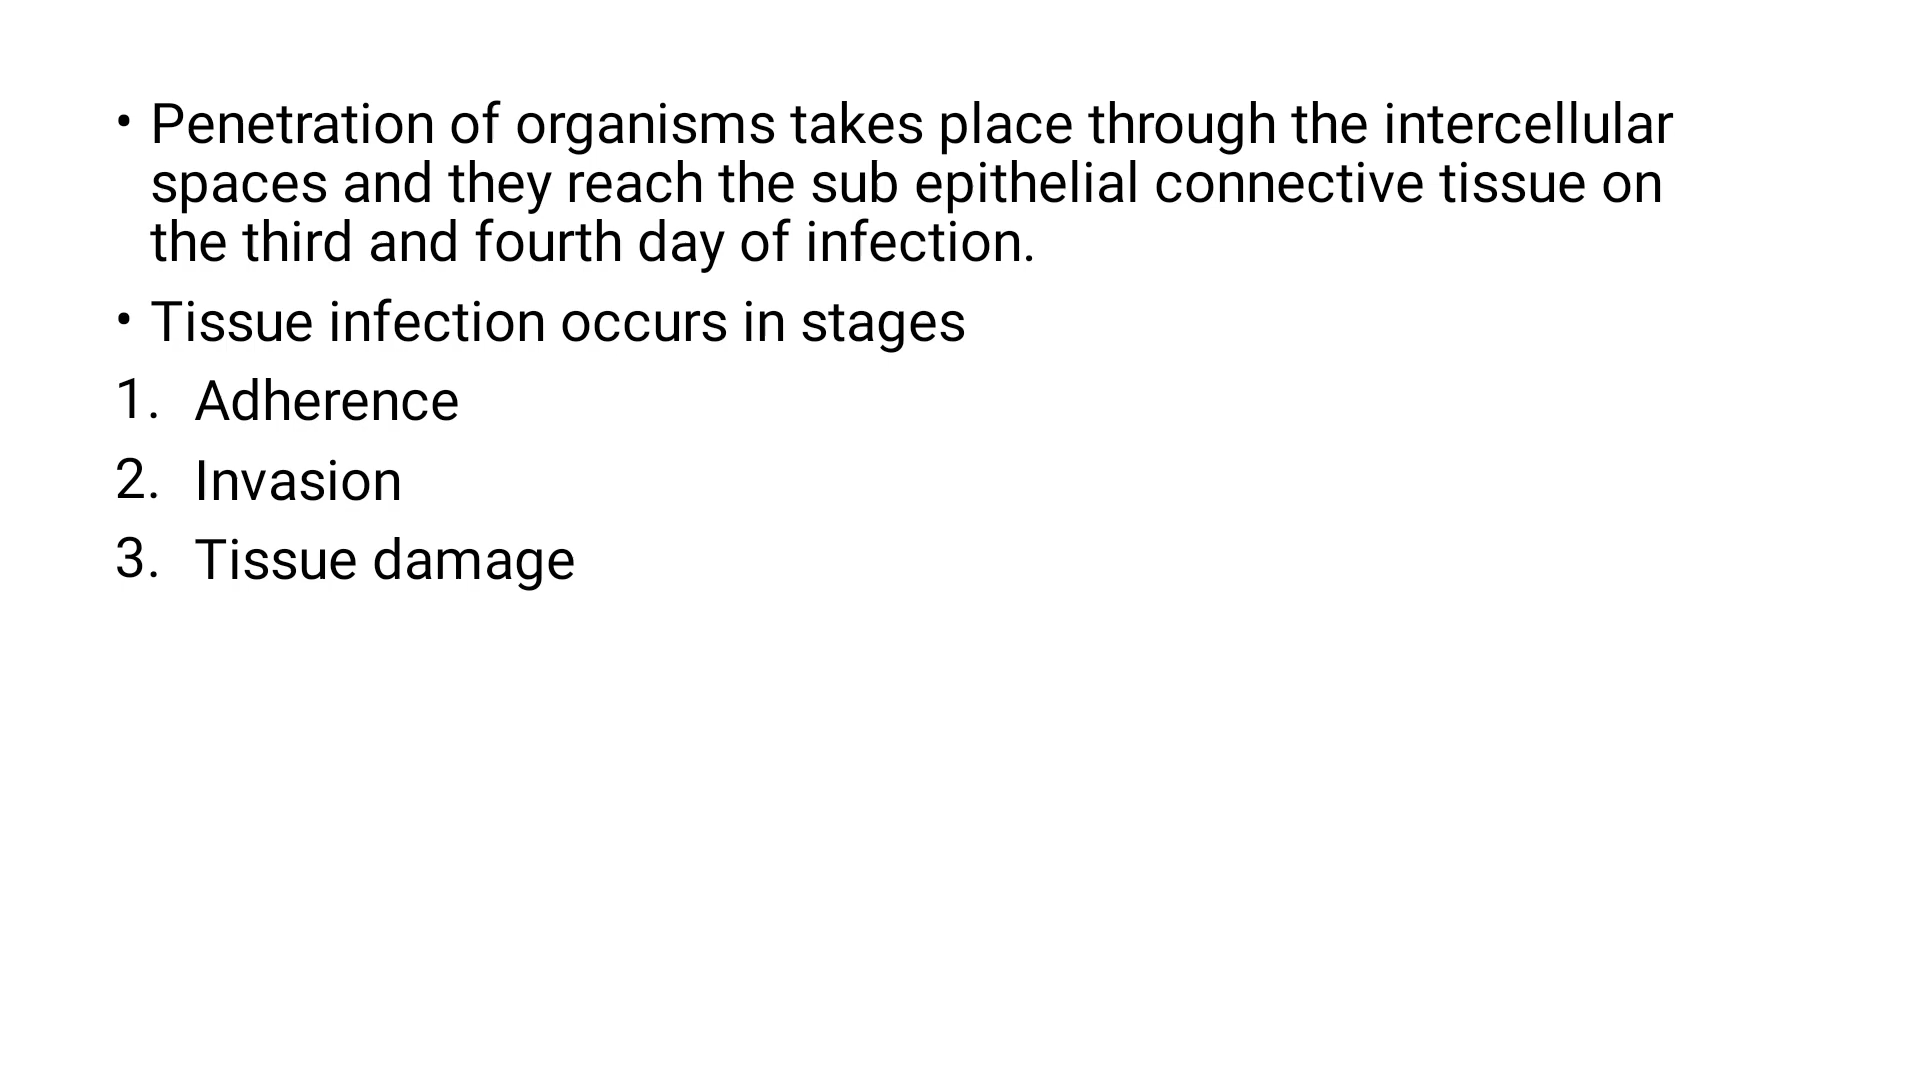 • Penetration of organisms takes place through the intercellular
spaces and they reach the sub epithelial connective tissue on
the third and fourth day of infection.
• Tissue infection occurs in stages
1. Adherence
2. Invasion
3. Tissue damage